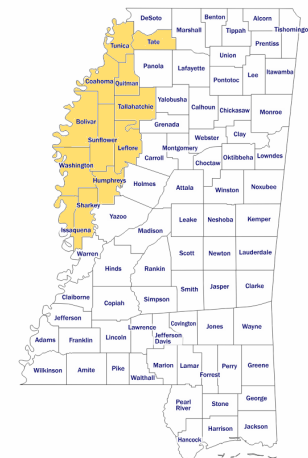 DeSoto
Benton
Alcorn
Tishomingo
Marshall
Tippah
Prentiss
Tunica
Tate
Union
Panola
Lafayette
Pontotoc
Lee
Itawamba
Coahoma
Quitman
Yalobusha
Calhoun
Chickasaw
Monroe
Tallahatchie
Bolivar
Grenada
Clay
Webster
Sunflower
Leflore
Montgomery
Carroll
Choctaw
Oktibbeha
Lowndes
Washington
Humphreys
Holmes
Attala
Winston
Noxubee
Sharkey
Yazoo
Leake
Neshoba
Kemper
Issaquena
Madison
Warren
Scott
Newton
Lauderdale
Hinds
Rankin
Smith
Jasper
Clarke
Claiborne
Copiah
Simpson
Jefferson
Lawrence
Covington
Jones
Wayne
Adams
Franklin
Lincoln
Jefferson
Davis
Wilkinson
Amite
Pike
Walthall
Marion
Lamar
Forrest
Perry
Greene
Pearl
River
Stone
George
Hancock
Harrison
Jackson